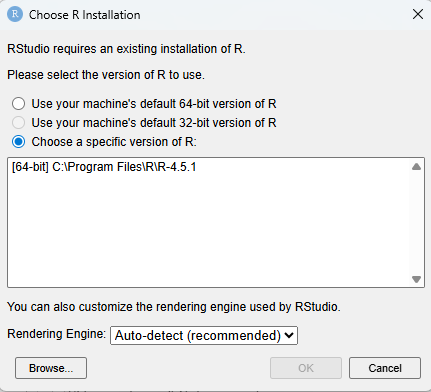 R Choose R Installation
RStudio requires an existing installation of R.
Please select the version of R to use.
Use your machine's default 64-bit version of R
Use your machine's default 32-bit version of R
Choose a specific version of R:
[64-bit] C:\Program Files\R\R-4.5.1
You can also customize the rendering engine used by RStudio.
Rendering Engine: Auto-detect (recommended)
Browse... OK Cancel